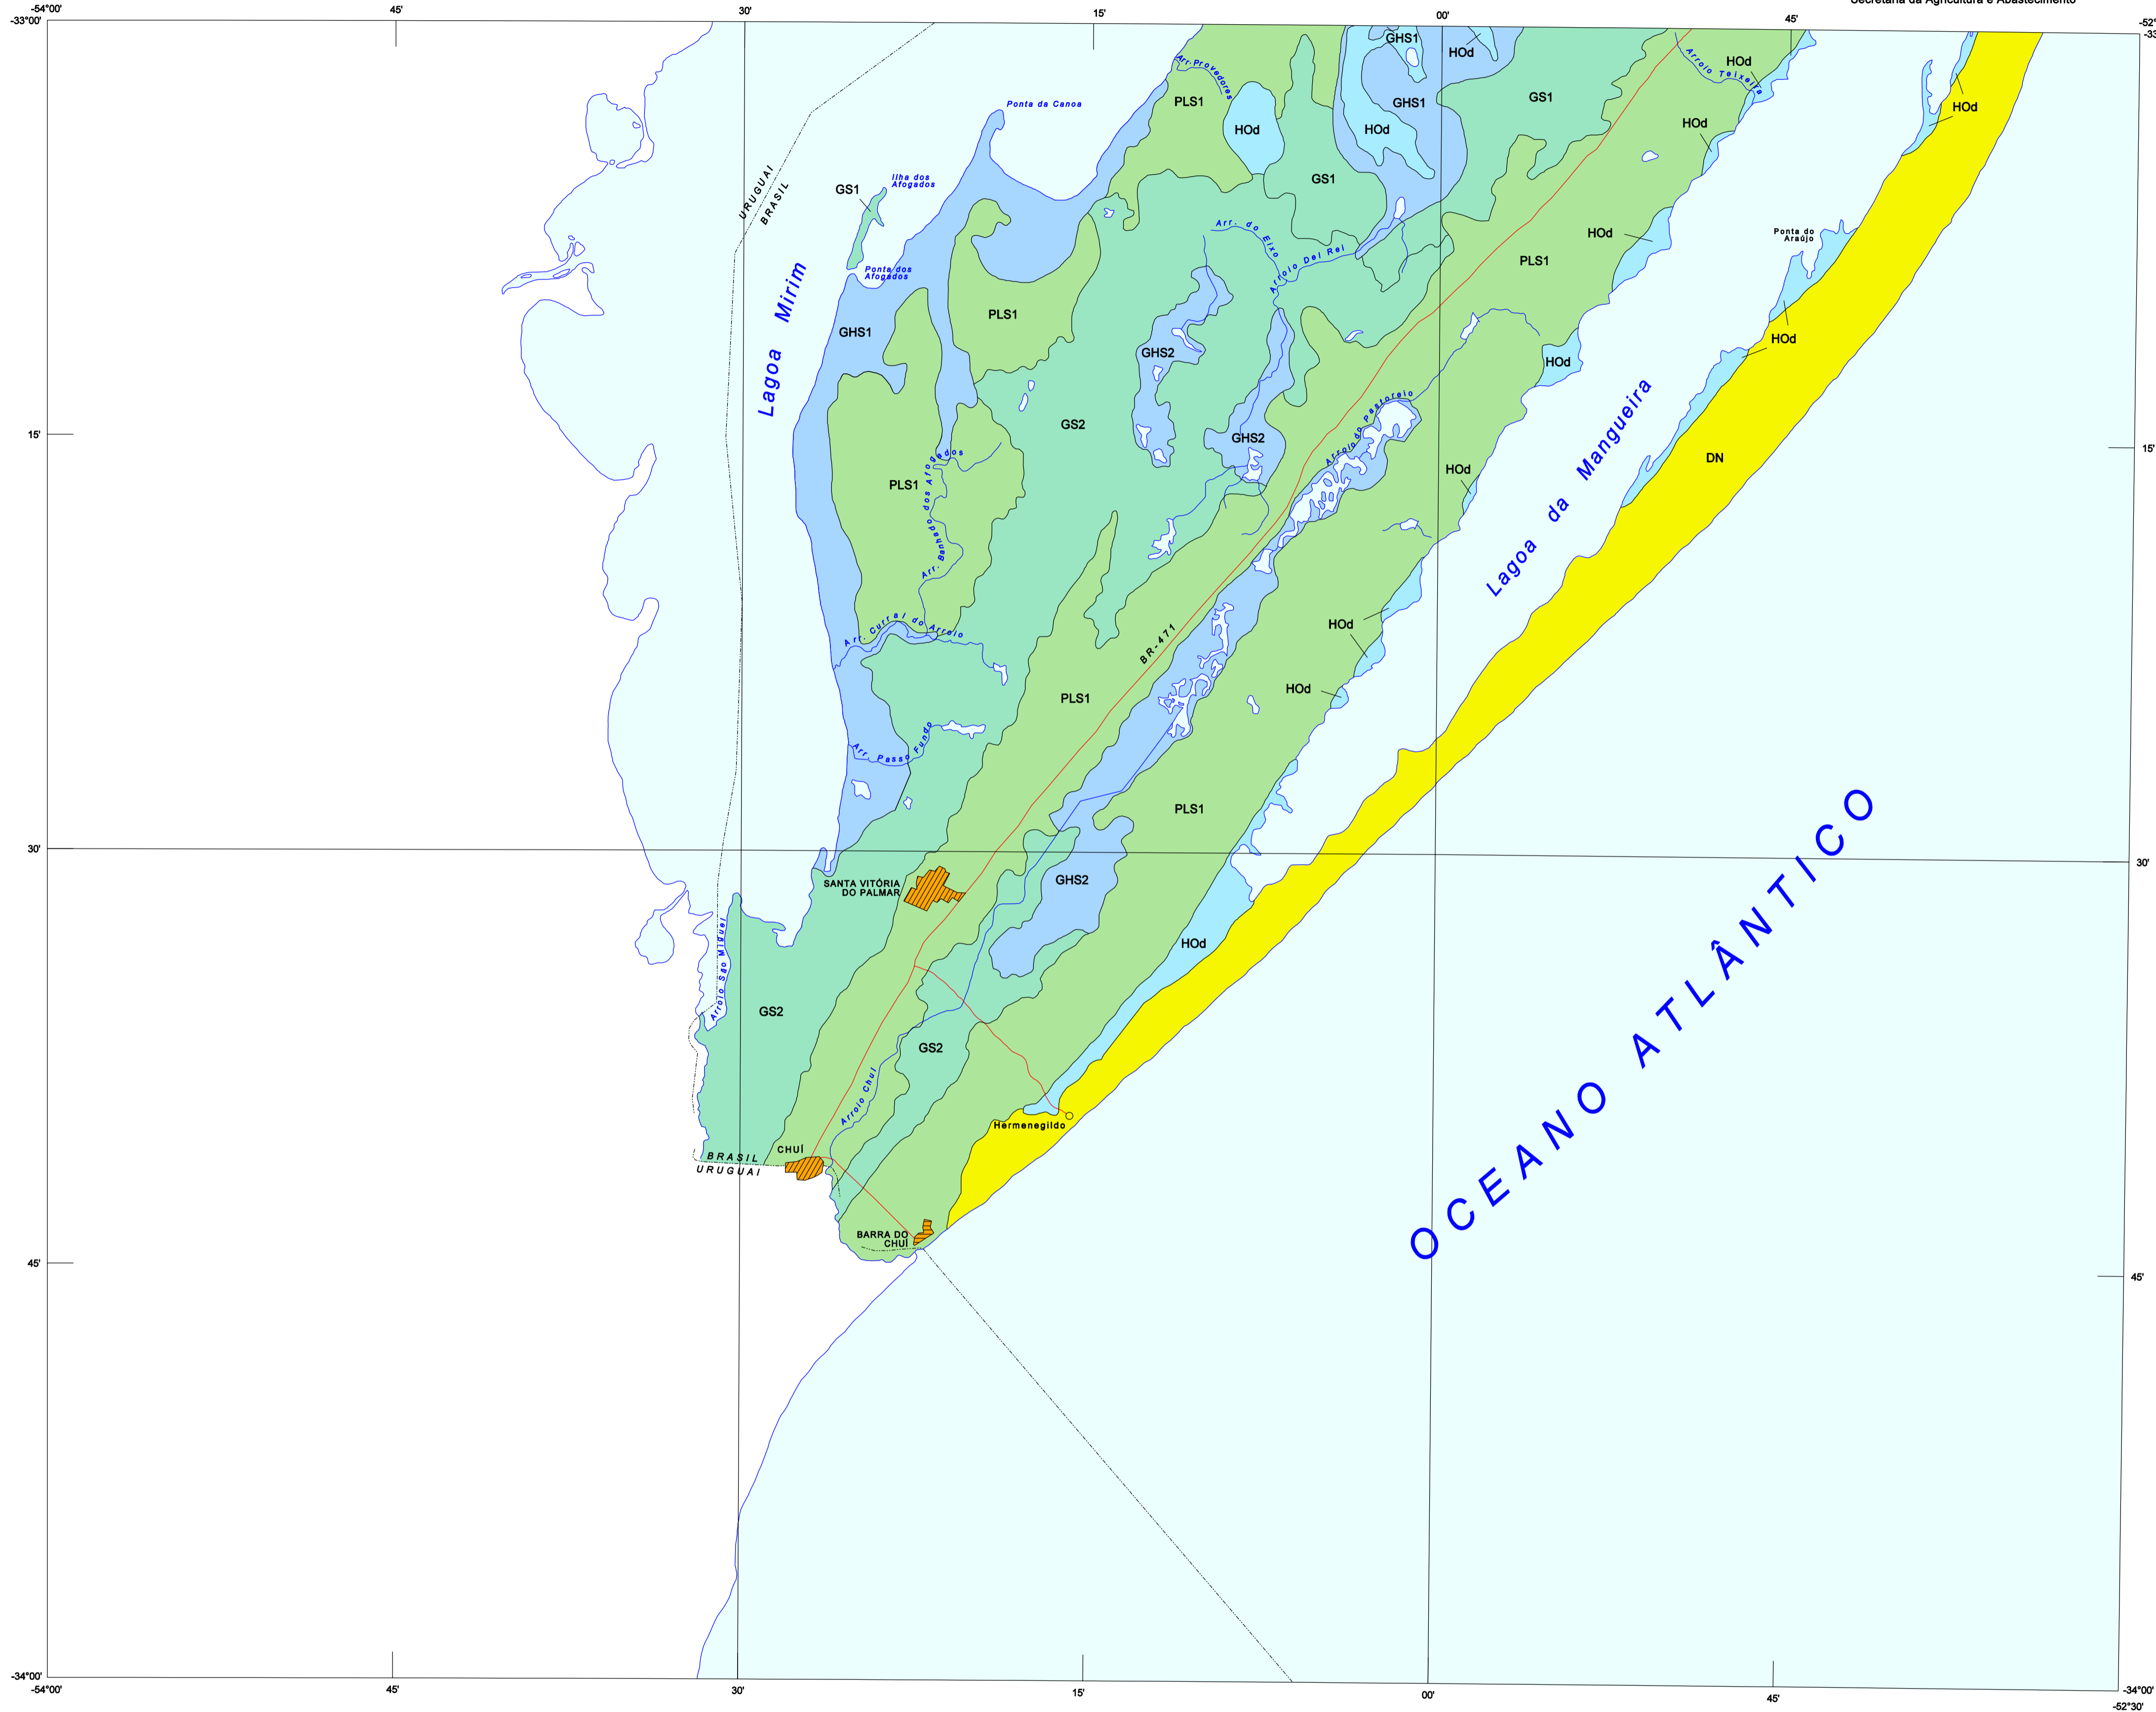 Secretaria da Agricultura e Abastecimento
-54°00'
45'
30'
15'
00'
45'
-52°
-33°00'
-33
GHS1
HOd
HOd
Arroio Teixeira
Arr. Provedores
PLS1
HOd
HOd
GHS1
GS1
HOd
HOd
Ponta da Canoa
URUGUAI
BRASIL
GS1
Ilha dos
Afogados
GS1
Arr. do Eixo
Arroio Del Rei
HOd
Ponta do
Araújo
PLS1
Ponta dos
Afogados
Lagoa Mirim
GHS1
PLS1
GHS2
HOd
HOd
Arroio do Pastoreio
GS2
GHS2
15'
15'
Lagoa da Mangueira
DN
HOd
PLS1
Arr. Banhado dos Afogados
Arr. Curral do Arroio
HOd
BR-471
HOd
PLS1
Arr. Passo Fundo
PLS1
30'
30'
SANTA VITÓRIA
DO PALMAR
GHS2
OCEANO ATLÂNTICO
Arroio São Miguel
HOd
GS2
GS2
Arroio Chuí
Hermenegildo
CHUÍ
BRASIL
URUGUAI
BARRA DO
CHUÍ
45'
45'
-34°00'
-34°00'
-54°00'
45'
30'
15'
00'
45'
-52°30'